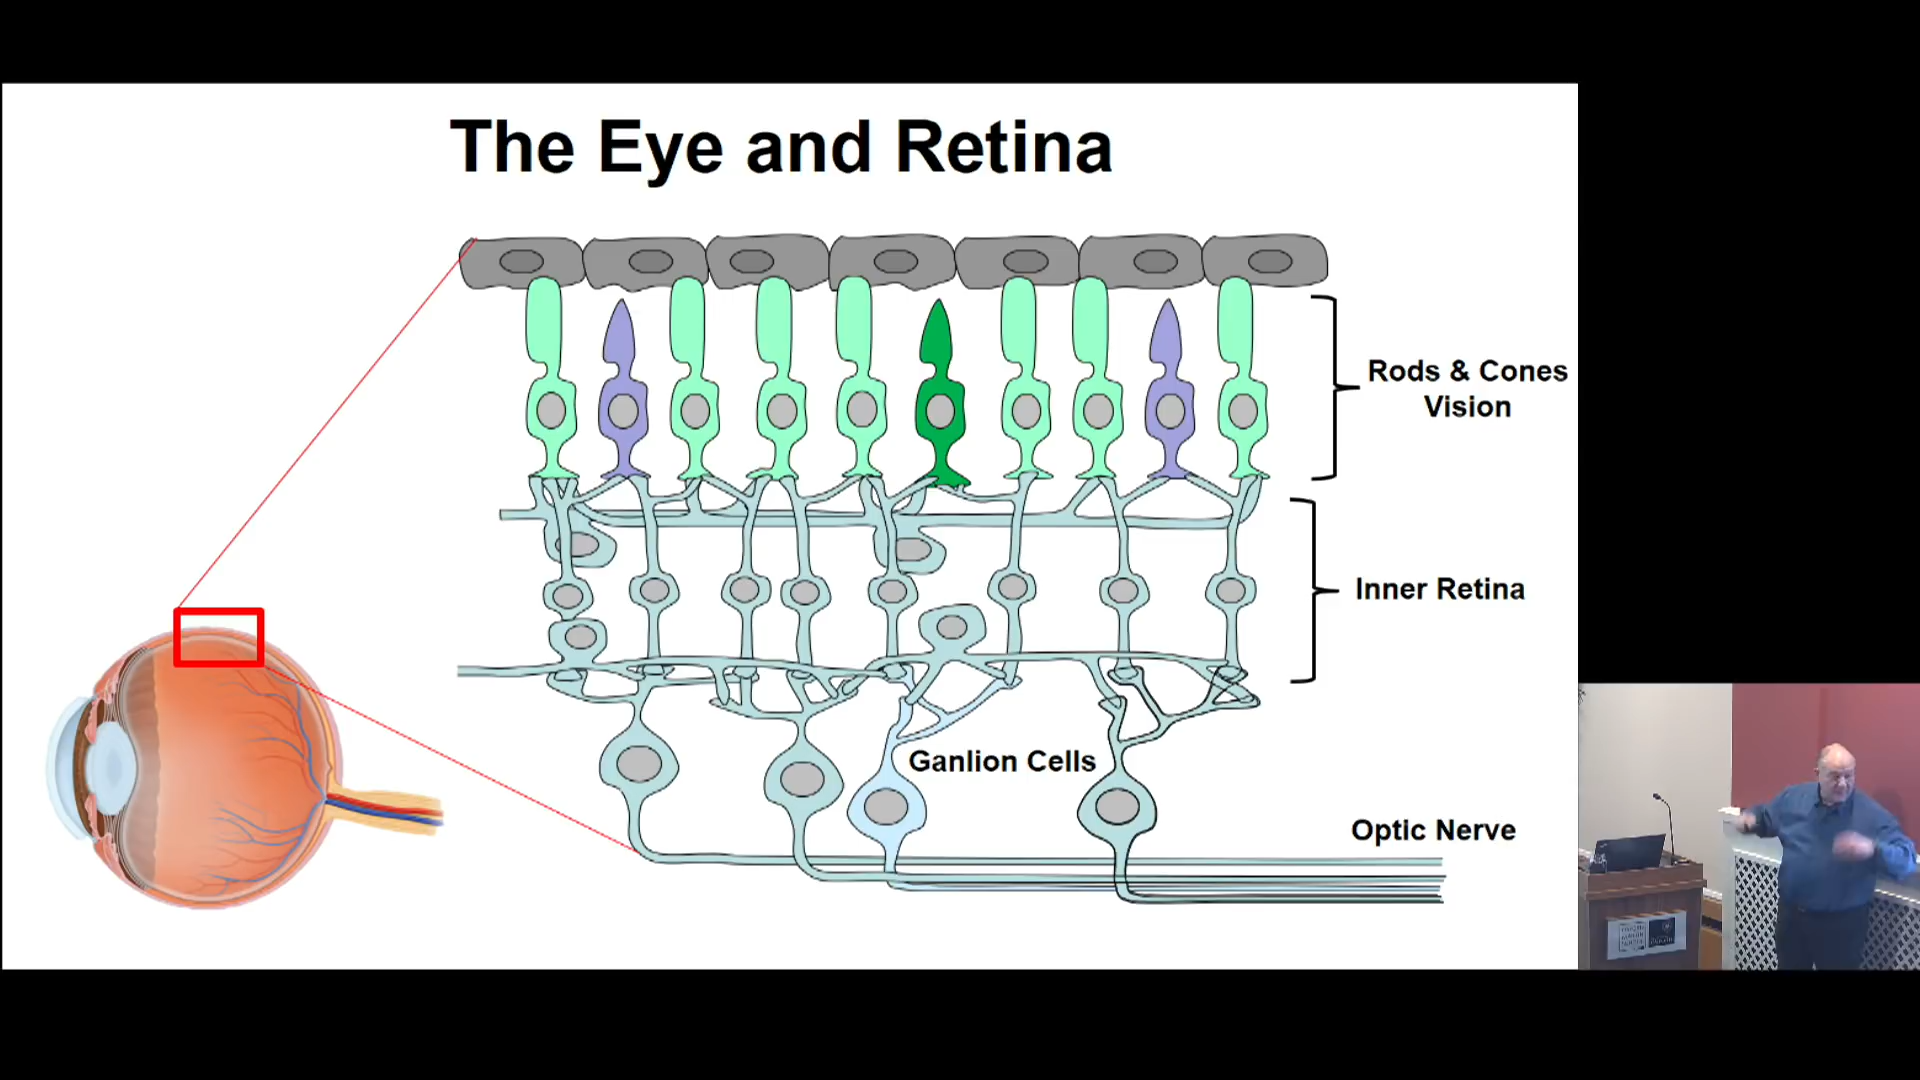 The Eye and Retina
Rods & Cones
Vision
Inner Retina
Ganlion Cells
Optic Nerve